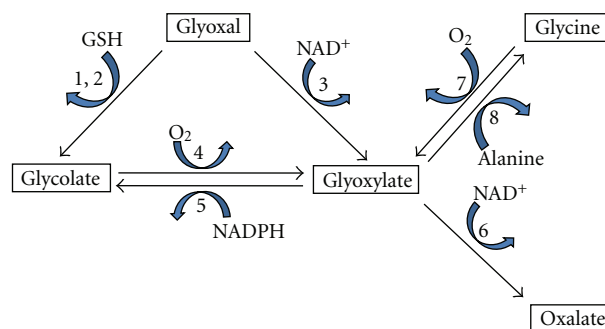 Glyoxal
Glycine
GSH
NAD+
O2
1, 2
3
7
8
Alanine
O2
4
Glycolate
Glyoxylate
5
NADPH
NAD+
6
Oxalate